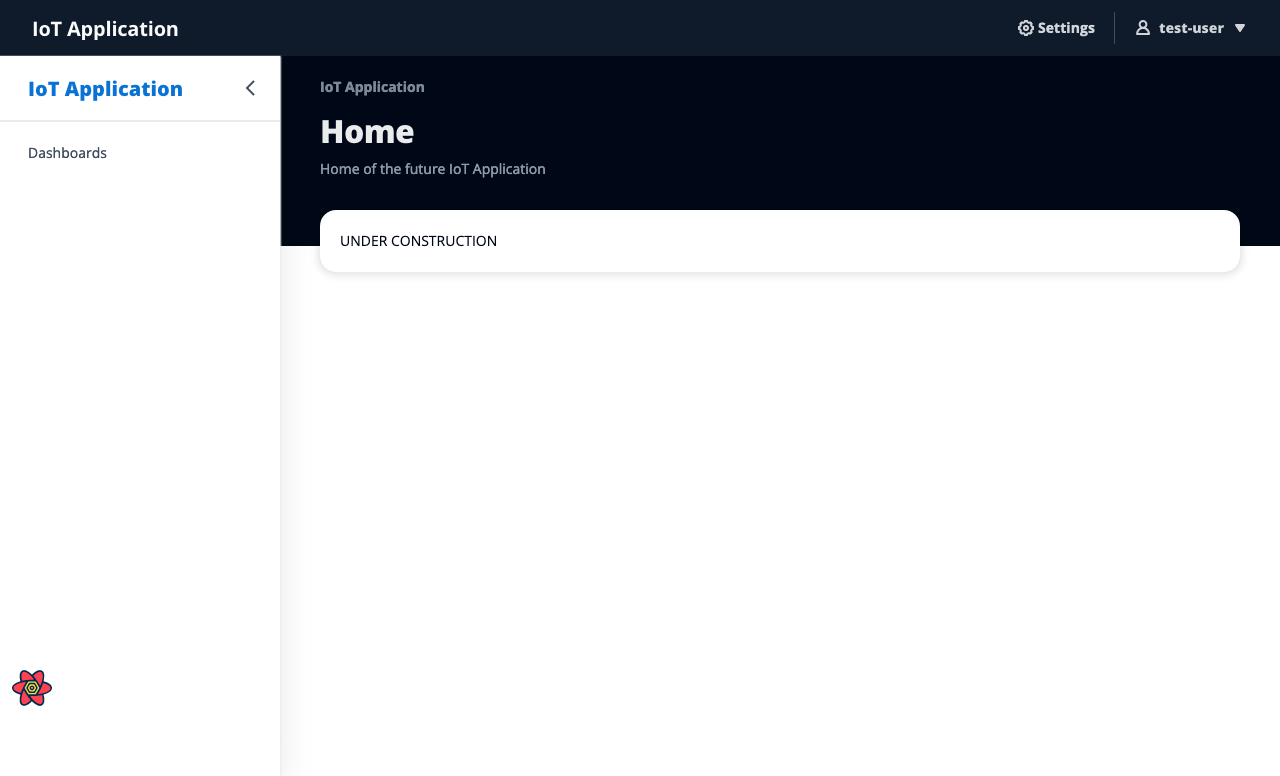 IoT Application
Settings
test-user
IoT Application
Dashboards
IoT Application
Home
Home of the future IoT Application
UNDER CONSTRUCTION